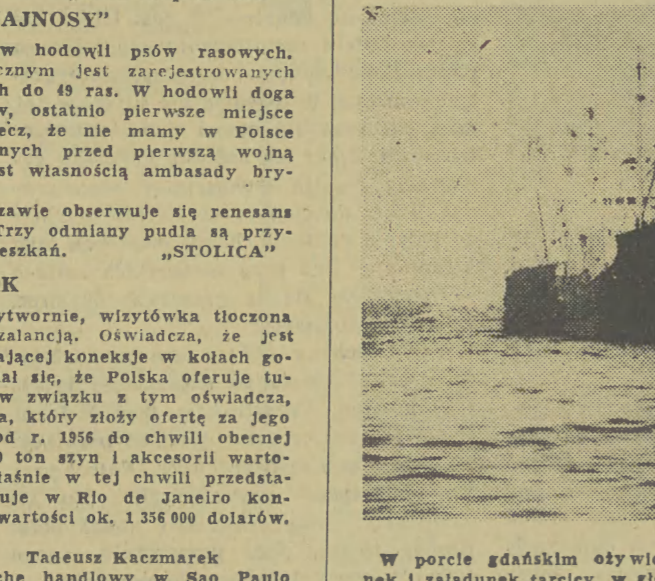 AJNOSY”
w hodowli psów rasowych.
cznym jest zarejestrowanych
h do 49 ras. W hodowli doga
w, ostatnio pierwsze miejsce
ecz, że nie mamy w Polsce
nych przed pierwszą wojną
st własnością ambasady bry-
zawie obserwuje się renesans
Trzy odmiany pudla są przy-
eszkań. „STOLICA”
K
ytwornie, wizytówka tłoczona
zalancją. Oświadcza, że jest
ającej koneksje w kołach go-
ał się, że Polska oferuje tu-
w związku z tym oświadcza,
a, który złoży ofertę za jego
od r. 1956 do chwili obecnej
0 ton szyn i akcesorii warto-
łaśnie w tej chwili przedsta-
uje w Rio de Janeiro kon-
wartości ok. 1 356 000 dolarów.
Tadeusz Kaczmarek
che handlowy w Sao Paulo
W porcie gdańskim ożywie
nek i załadunek tarcicy, w gł